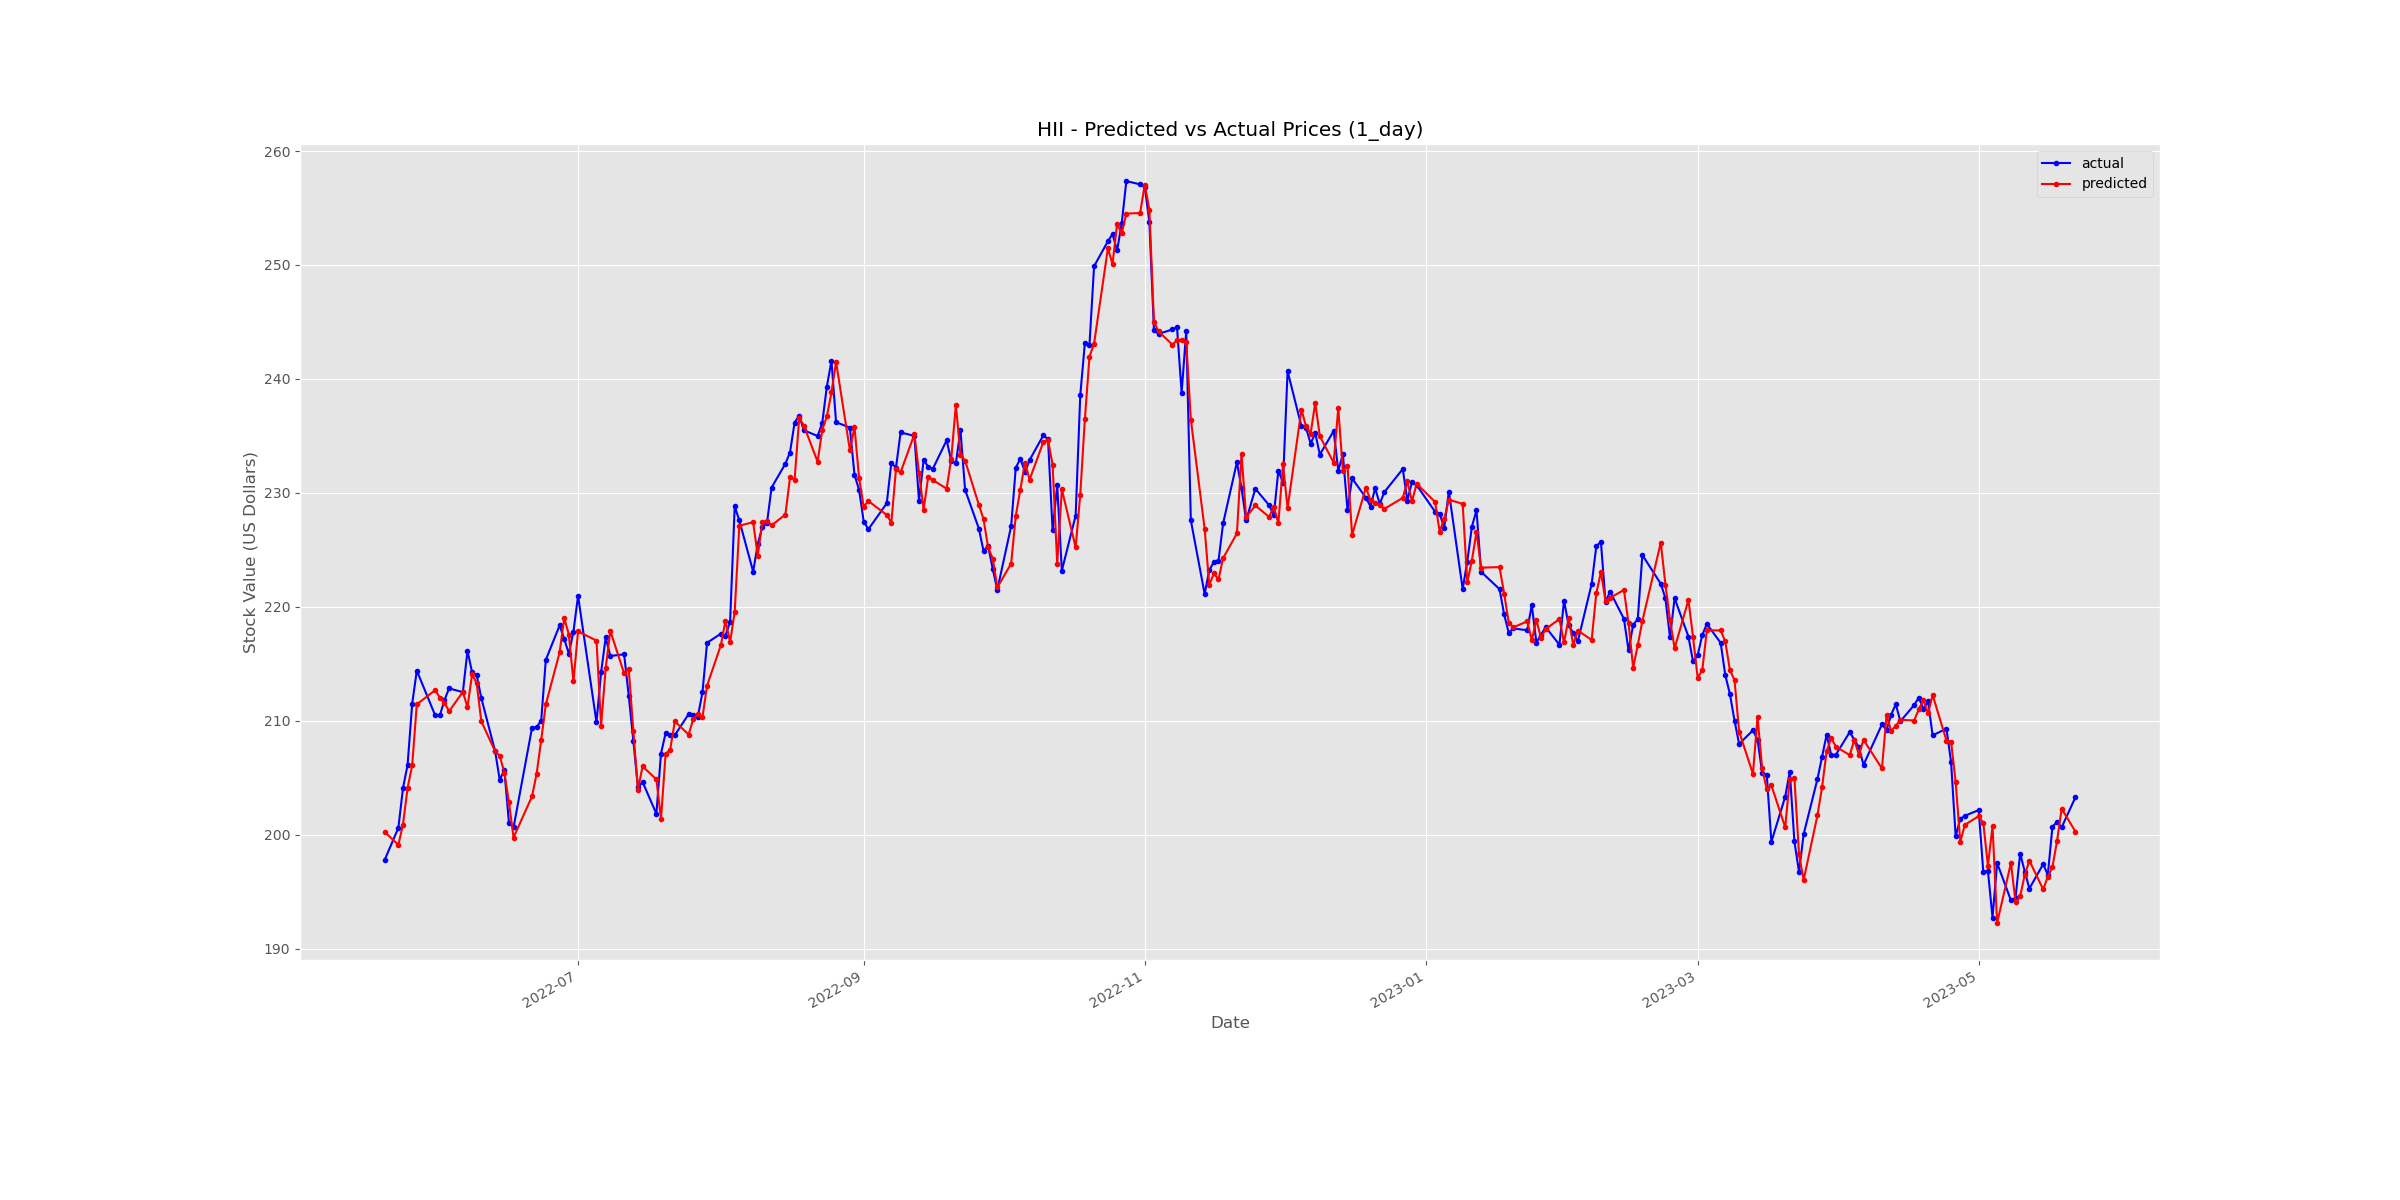 HII - Predicted vs Actual Prices (1_day)
260
250
240
230
220
210
200
190
Stock Value (US Dollars)
actual
predicted
2022-07
2022-09
2022-11
2023-01
2023-03
2023-05
Date